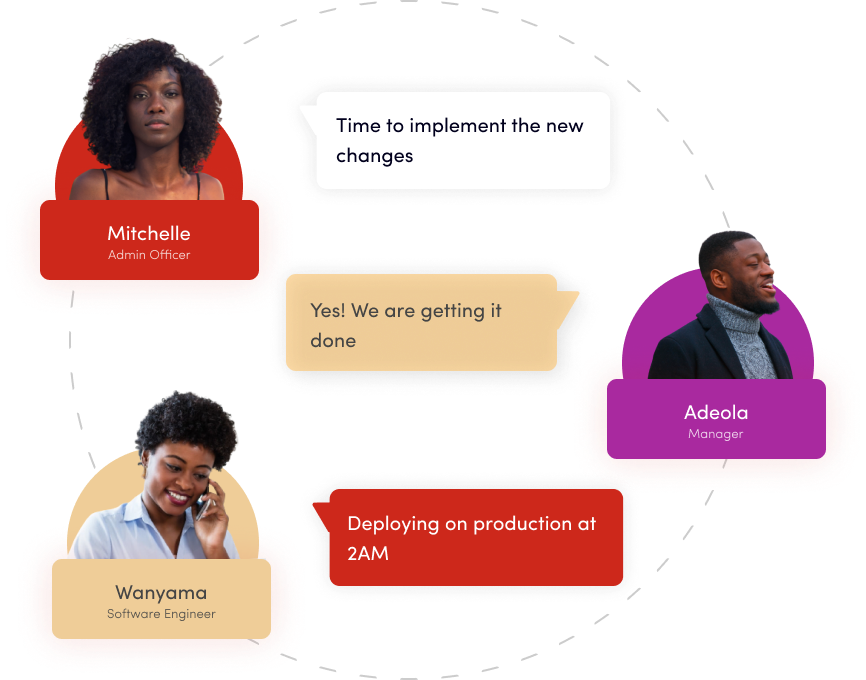 Time to implement the new
changes
Mitchelle
Admin Officer
Yes! We are getting it
done
Adeola
Manager
Deploying on production at
2AM
Wanyama
Software Engineer